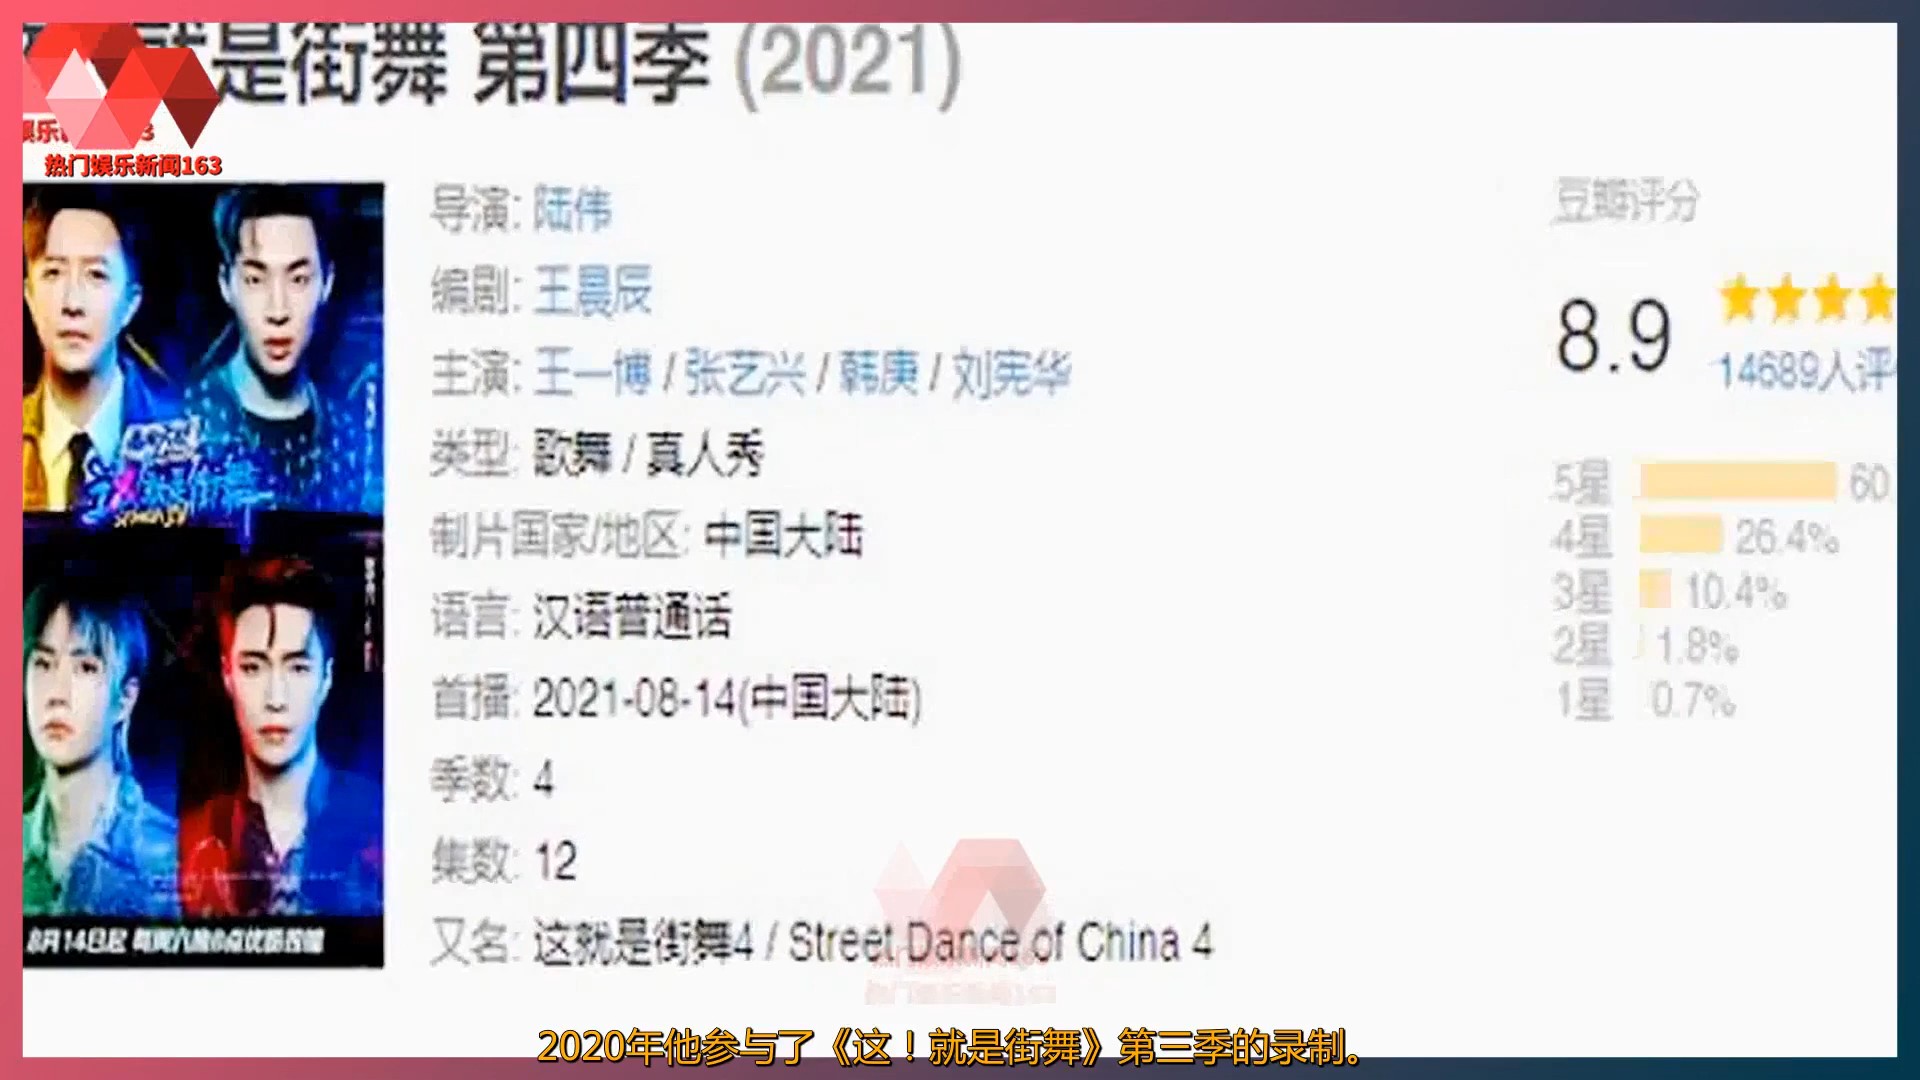 就是街舞 第四季 (2021)
热门娱乐新闻163
导演: 陆伟
编剧: 王晨辰
主演: 王一博 / 张艺兴 / 韩庚 / 刘宪华
类型: 歌舞 / 真人秀
制片国家/地区: 中国大陆
语言: 汉语普通话
首播: 2021-08-14(中国大陆)
季数: 4
集数: 12
又名: 这就是街舞4 / Street Dance of China 4
豆瓣评分
8.9
14689人评
5星 60
4星 26.4%
3星 10.4%
2星 1.8%
1星 0.7%
8月14日起
2020年他参与了《这！就是街舞》第三季的录制。